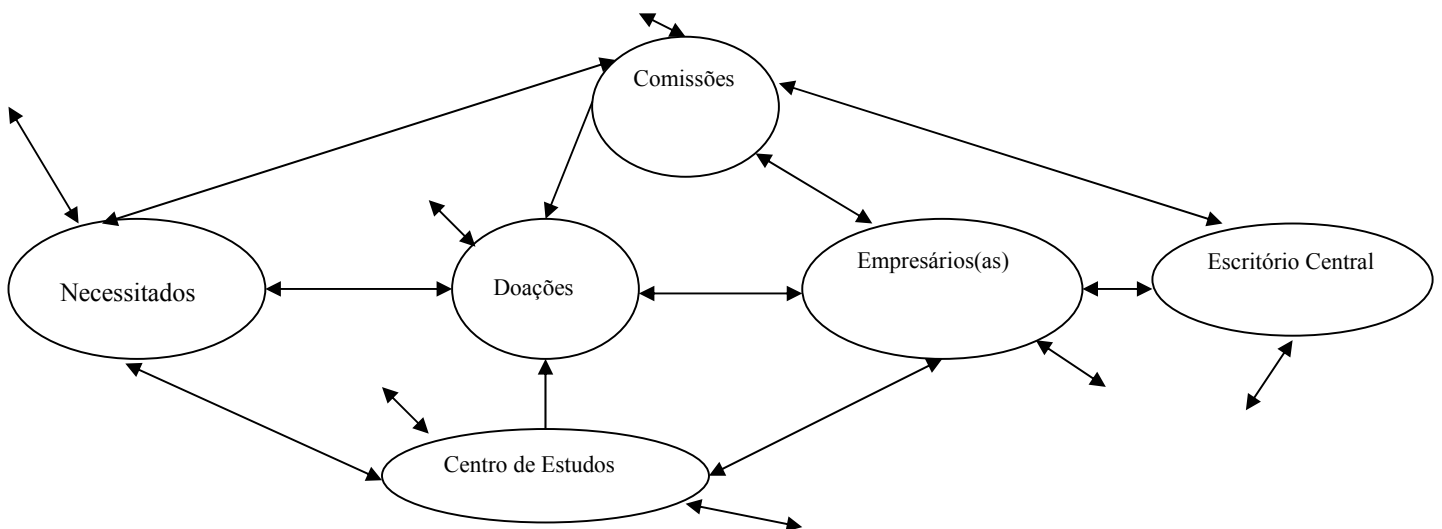 Comissões
Necessitados
Doações
Empresários(as)
Escritório Central
Centro de Estudos